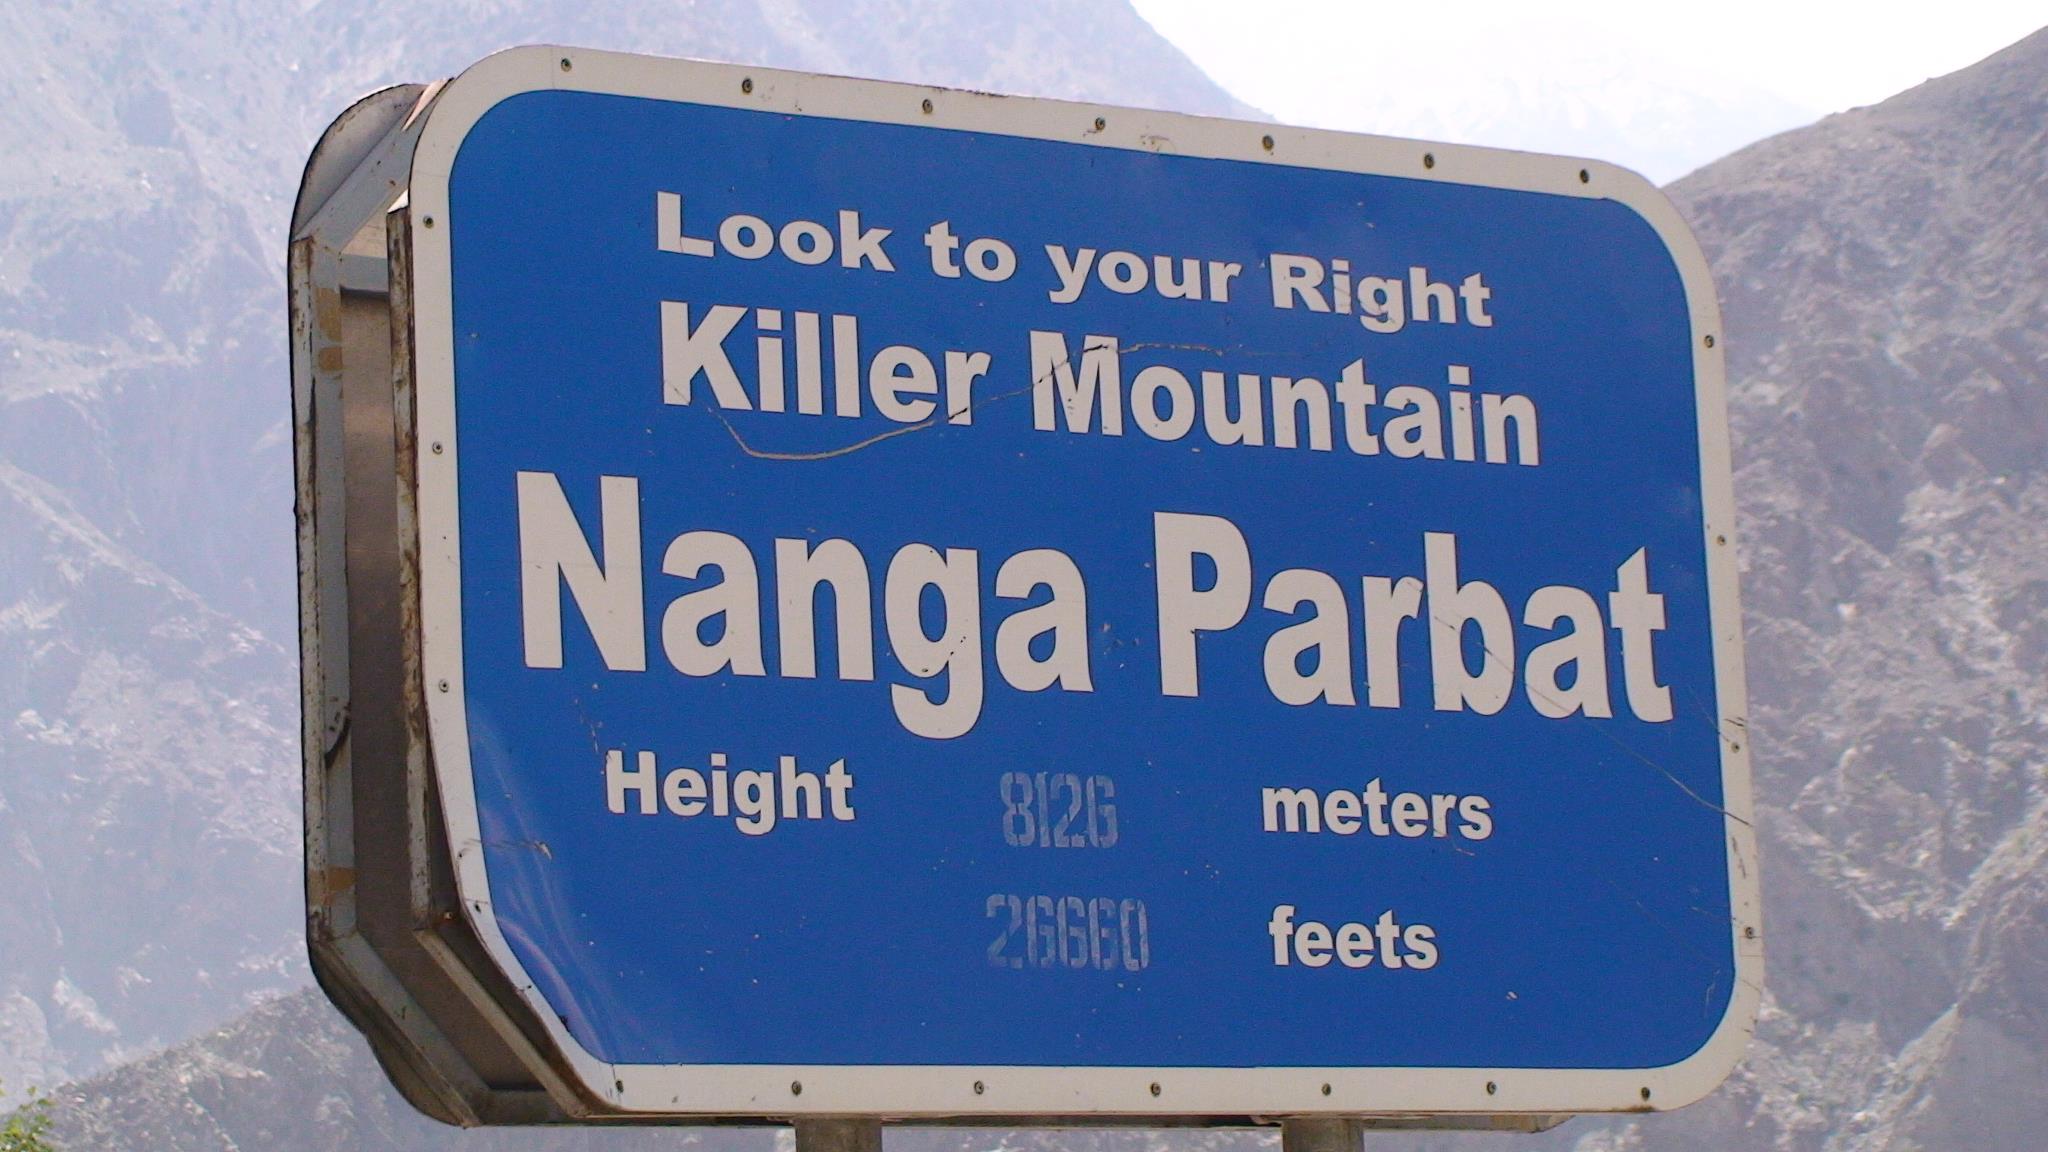 Look to your Right
Killer Mountain
Nanga Parbat
Height 8126 meters
26660 feets